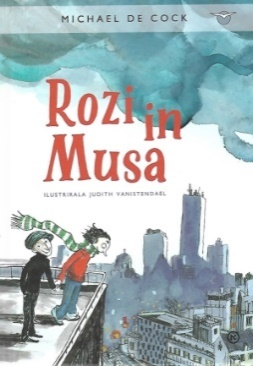 MICHAEL DE COCK
Rozi in
Musa
ILUSTRIRALA JUDITH VANISTENDAEL